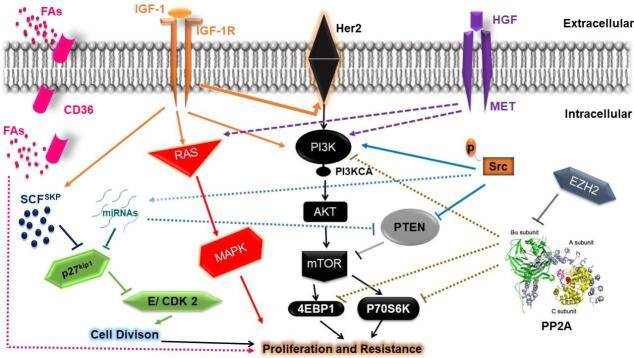 FAs
IGF-1
IGF-1R
Her2
HGF
Extracellular
CD36
MET
Intracellular
FAs
RAS
PI3K
PI3KCA
p
Src
EZH2
SCFSKP
miRNAs
AKT
PTEN
Bu subunit
A subunit
p27kip1
MAPK
mTOR
E/ CDK 2
4EBP1
P70S6K
C subunit
PP2A
Cell Divison
Proliferation and Resistance